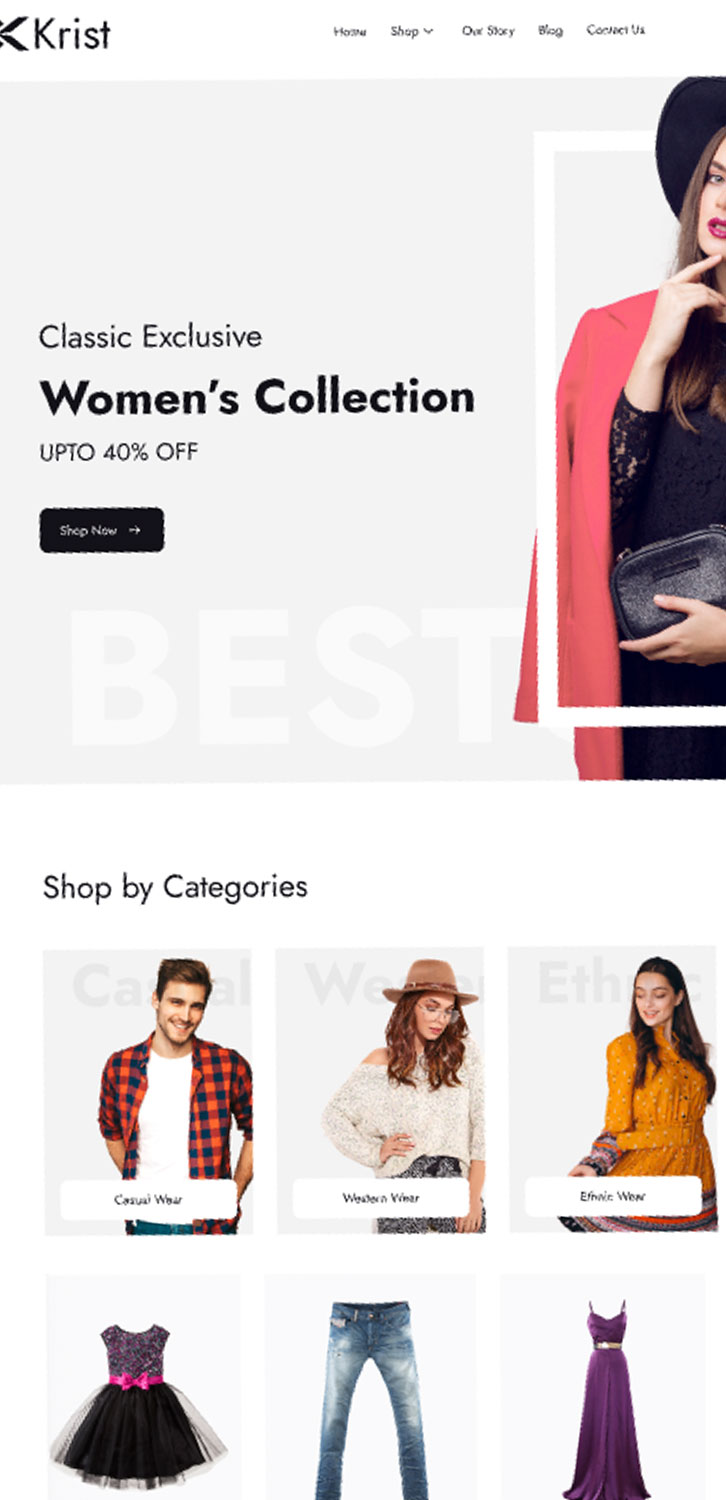 Krist
Home Shop Our Story Blog Contact Us
Classic Exclusive
Women's Collection
UPTO 40% OFF
Shop Now →
BEST
Shop by Categories
Casual Western Ethnic
Casual Wear Western Wear Ethnic Wear